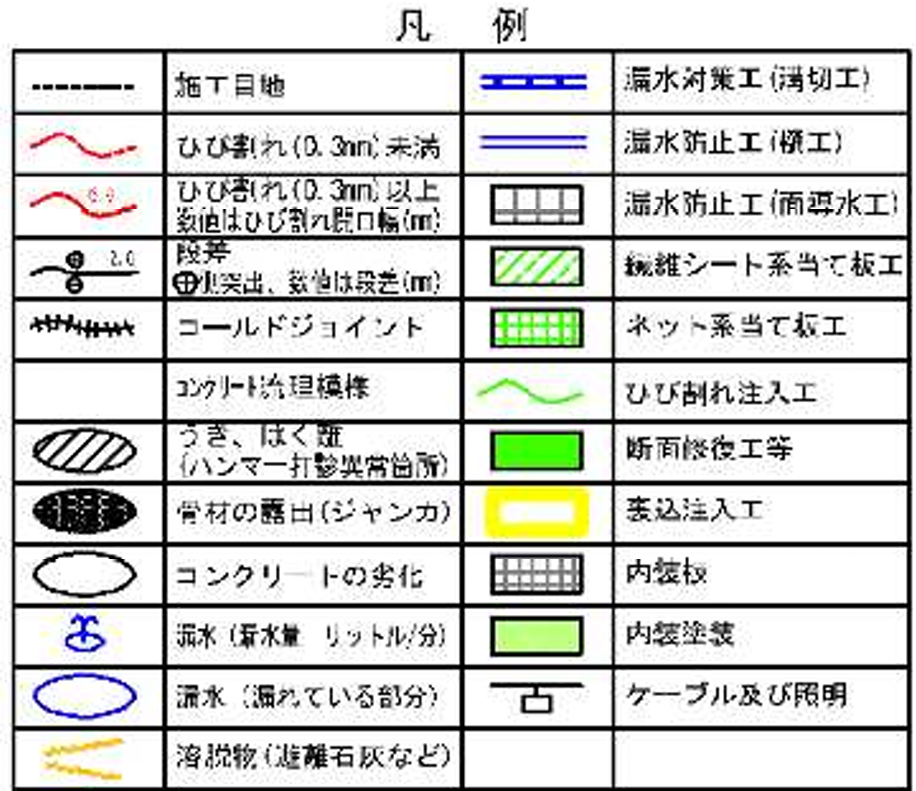 凡 例
施工目地
漏水対策工(溝切工)
ひび割れ(0.3mm)未満
漏水防止工(樋工)
ひび割れ(0.3mm)以上
数値はひび割れ開口幅(mm)
漏水防止工(面導水工)
2.0
段差
⊕側突出、数値は段差(mm)
繊維シート系当て板工
コールドジョイント
ネット系当て板工
コンクリート流理模様
ひび割れ注入工
うき、はく離
(ハンマー打診異常箇所)
断面修復工等
骨材の露出(ジャンカ)
裏込注入工
コンクリートの劣化
内装板
漏水(漏水量 リットル/分)
内装塗装
漏水(漏れている部分)
ケーブル及び照明
溶脱物(遊離石灰など)